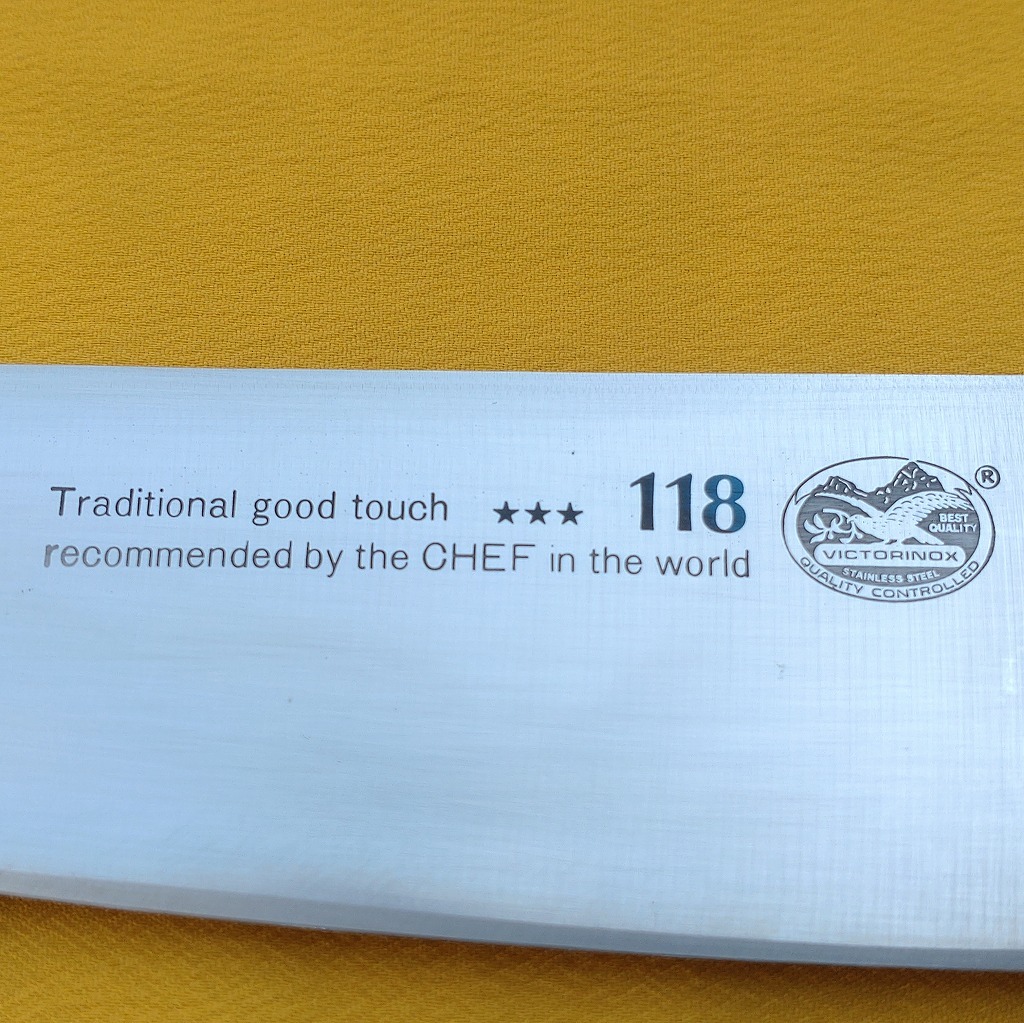 Traditional good touch ★★★ 118
recommended by the CHEF in the world
®
BEST
QUALITY
VICTORINOX
STAINLESS STEEL
QUALITY CONTROLLED